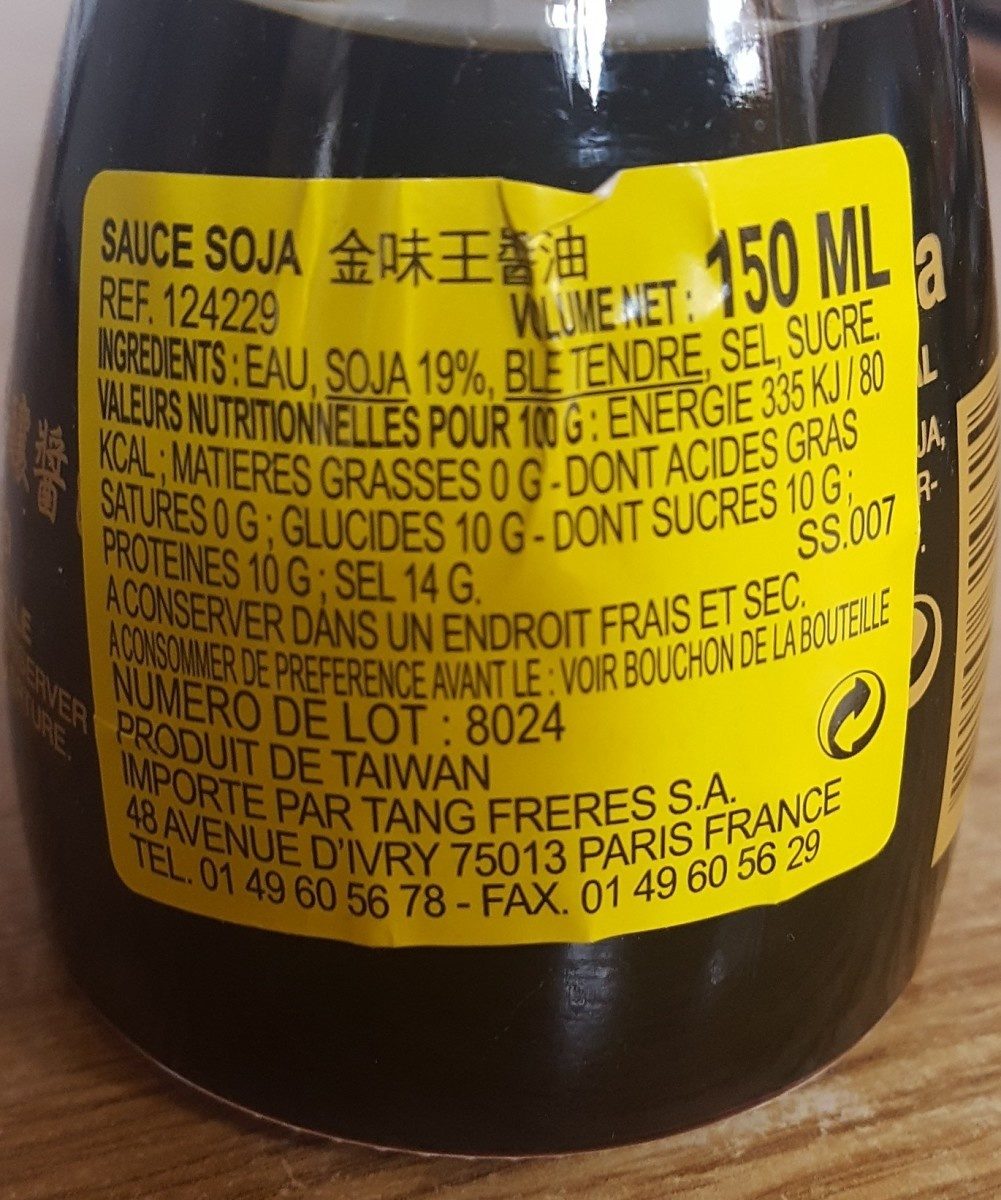 SAUCE SOJA 金味王醬油 150 ML
REF. 124229 VOLUME NET :
INGREDIENTS : EAU, SOJA 19%, BLE TENDRE, SEL, SUCRE.
VALEURS NUTRITIONNELLES POUR 100 G : ENERGIE 335 KJ / 80
KCAL ; MATIERES GRASSES 0 G - DONT ACIDES GRAS
SATURES 0 G ; GLUCIDES 10 G - DONT SUCRES 10 G ;
PROTEINES 10 G ; SEL 14 G. SS.007
A CONSERVER DANS UN ENDROIT FRAIS ET SEC.
A CONSOMMER DE PREFERENCE AVANT LE : VOIR BOUCHON DE LA BOUTEILLE
NUMERO DE LOT : 8024
PRODUIT DE TAIWAN
IMPORTE PAR TANG FRERES S.A.
48 AVENUE D'IVRY 75013 PARIS FRANCE
TEL. 01 49 60 56 78 - FAX. 01 49 60 56 29